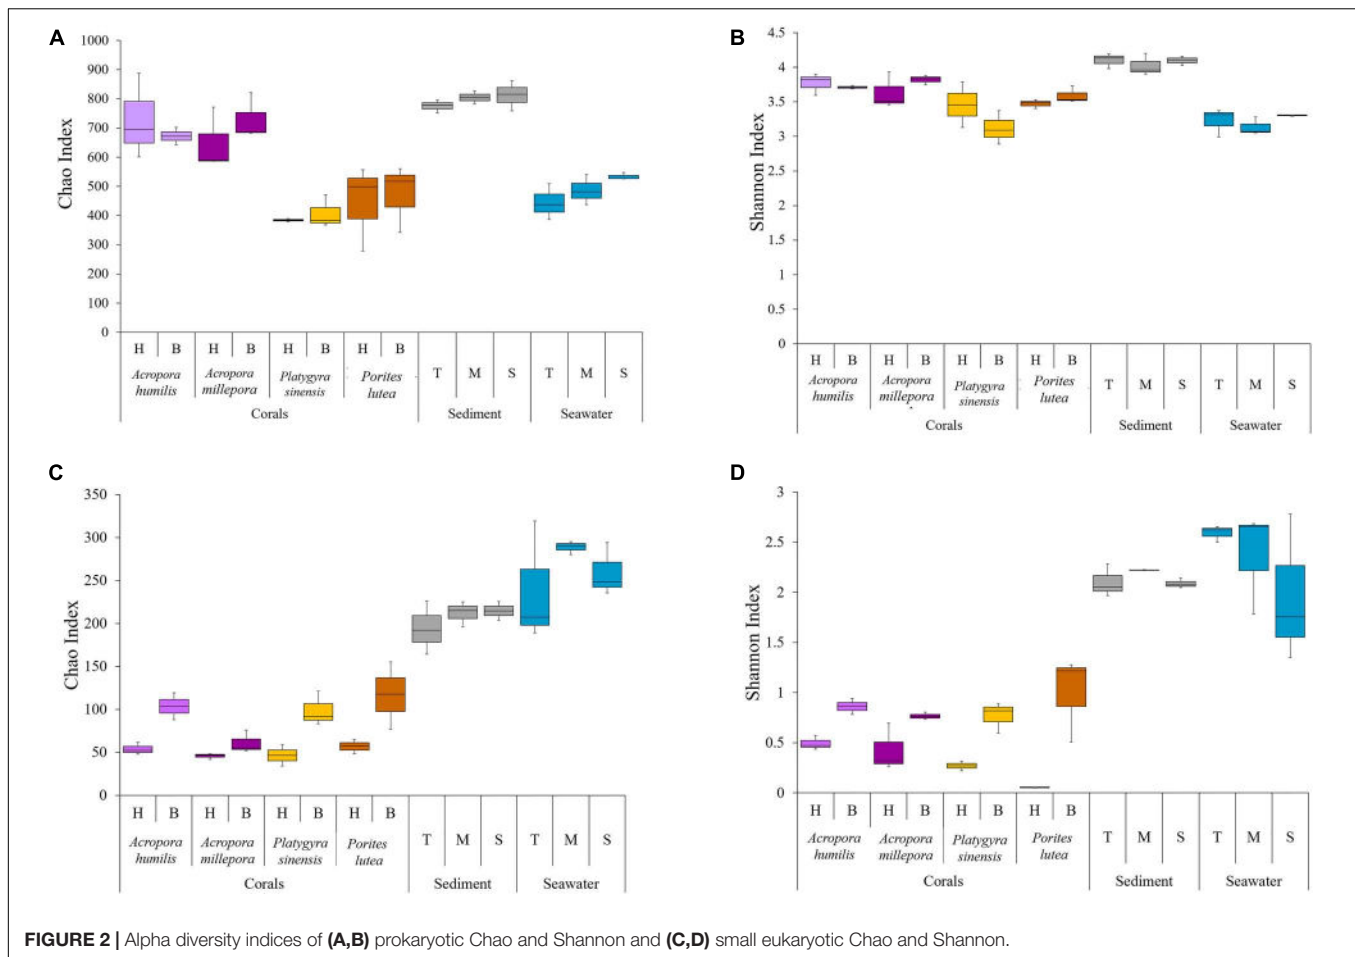 A
Chao Index
1000
900
800
700
600
500
400
300
200
100
0
H B H B H B H B
T M S T M S
Acropora humilis
Acropora millepora
Platygyra sinensis
Porites lutea
Corals Sediment Seawater
B
Shannon Index
4.5
4
3.5
3
2.5
2
1.5
1
0.5
0
H B H B H B H B
T M S T M S
Acropora humilis
Acropora millepora
Platygyra sinensis
Porites lutea
Corals Sediment Seawater
C
Chao Index
350
300
250
200
150
100
50
0
H B H B H B H B
T M S T M S
Acropora humilis
Acropora millepora
Platygyra sinensis
Porites lutea
Corals Sediment Seawater
D
Shannon Index
3
2.5
2
1.5
1
0.5
0
H B H B H B H B
T M S T M S
Acropora humilis
Acropora millepora
Platygyra sinensis
Porites lutea
Corals Sediment Seawater
FIGURE 2 | Alpha diversity indices of (A,B) prokaryotic Chao and Shannon and (C,D) small eukaryotic Chao and Shannon.